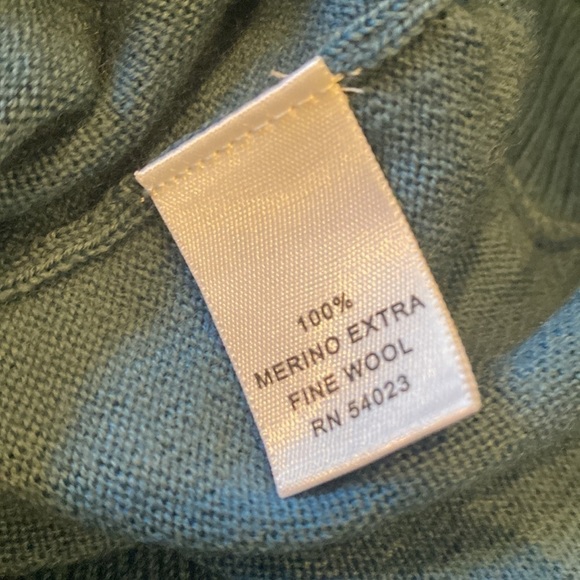 100%
MERINO EXTRA
FINE WOOL
RN 54023